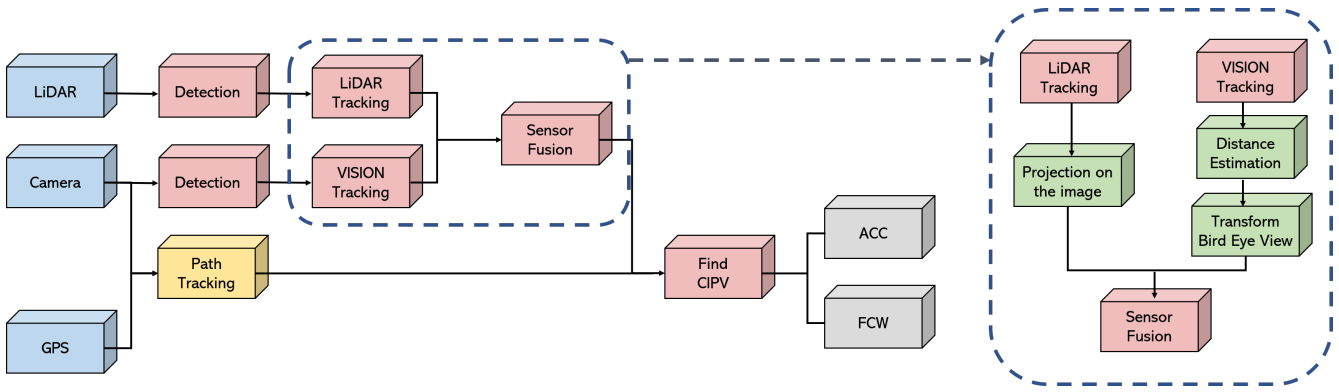 LiDAR
Detection
LiDAR
Tracking
Sensor
Fusion
Camera
Detection
VISION
Tracking
Path
Tracking
GPS
Find
CIPV
ACC
FCW
LiDAR
Tracking
VISION
Tracking
Projection on
the image
Distance
Estimation
Transform
Bird Eye View
Sensor
Fusion